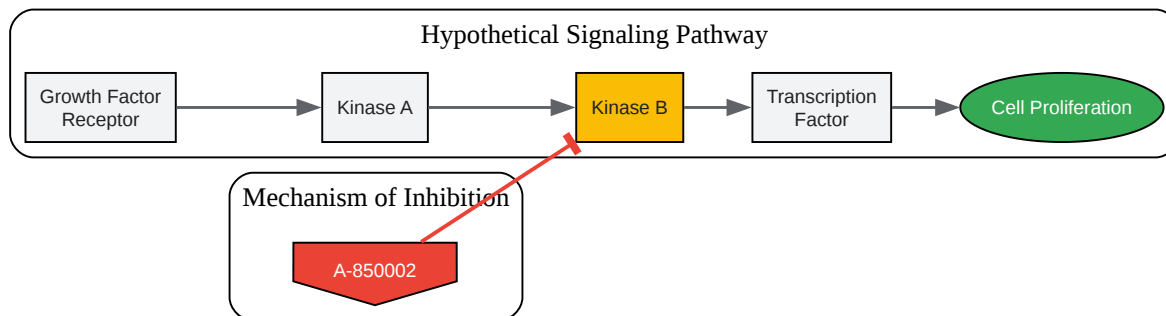 Hypothetical Signaling Pathway
Growth Factor
Receptor
Kinase A
Kinase B
Transcription
Factor
Cell Proliferation
Mechanism of Inhibition
A-850002